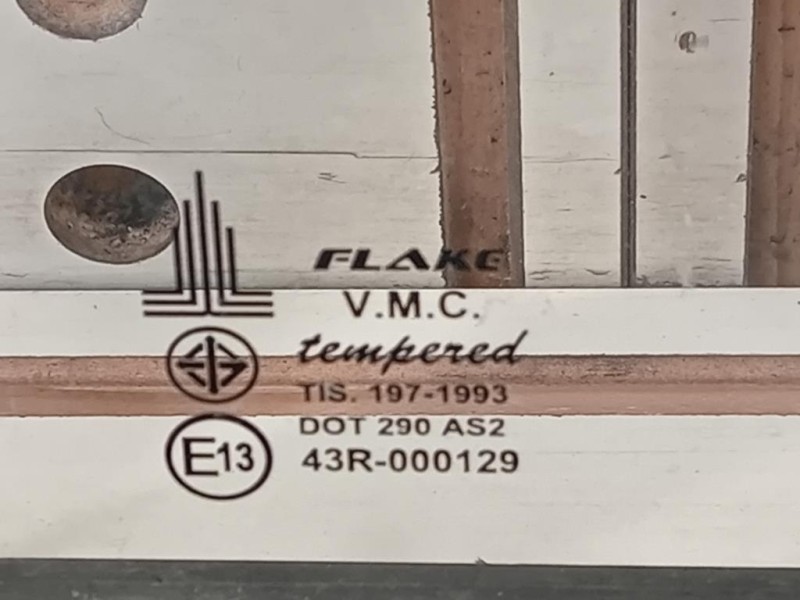 FLAKE
V.M.C.
tempered
TIS. 197-1993
DOT 290 AS2
E13
43R-000129